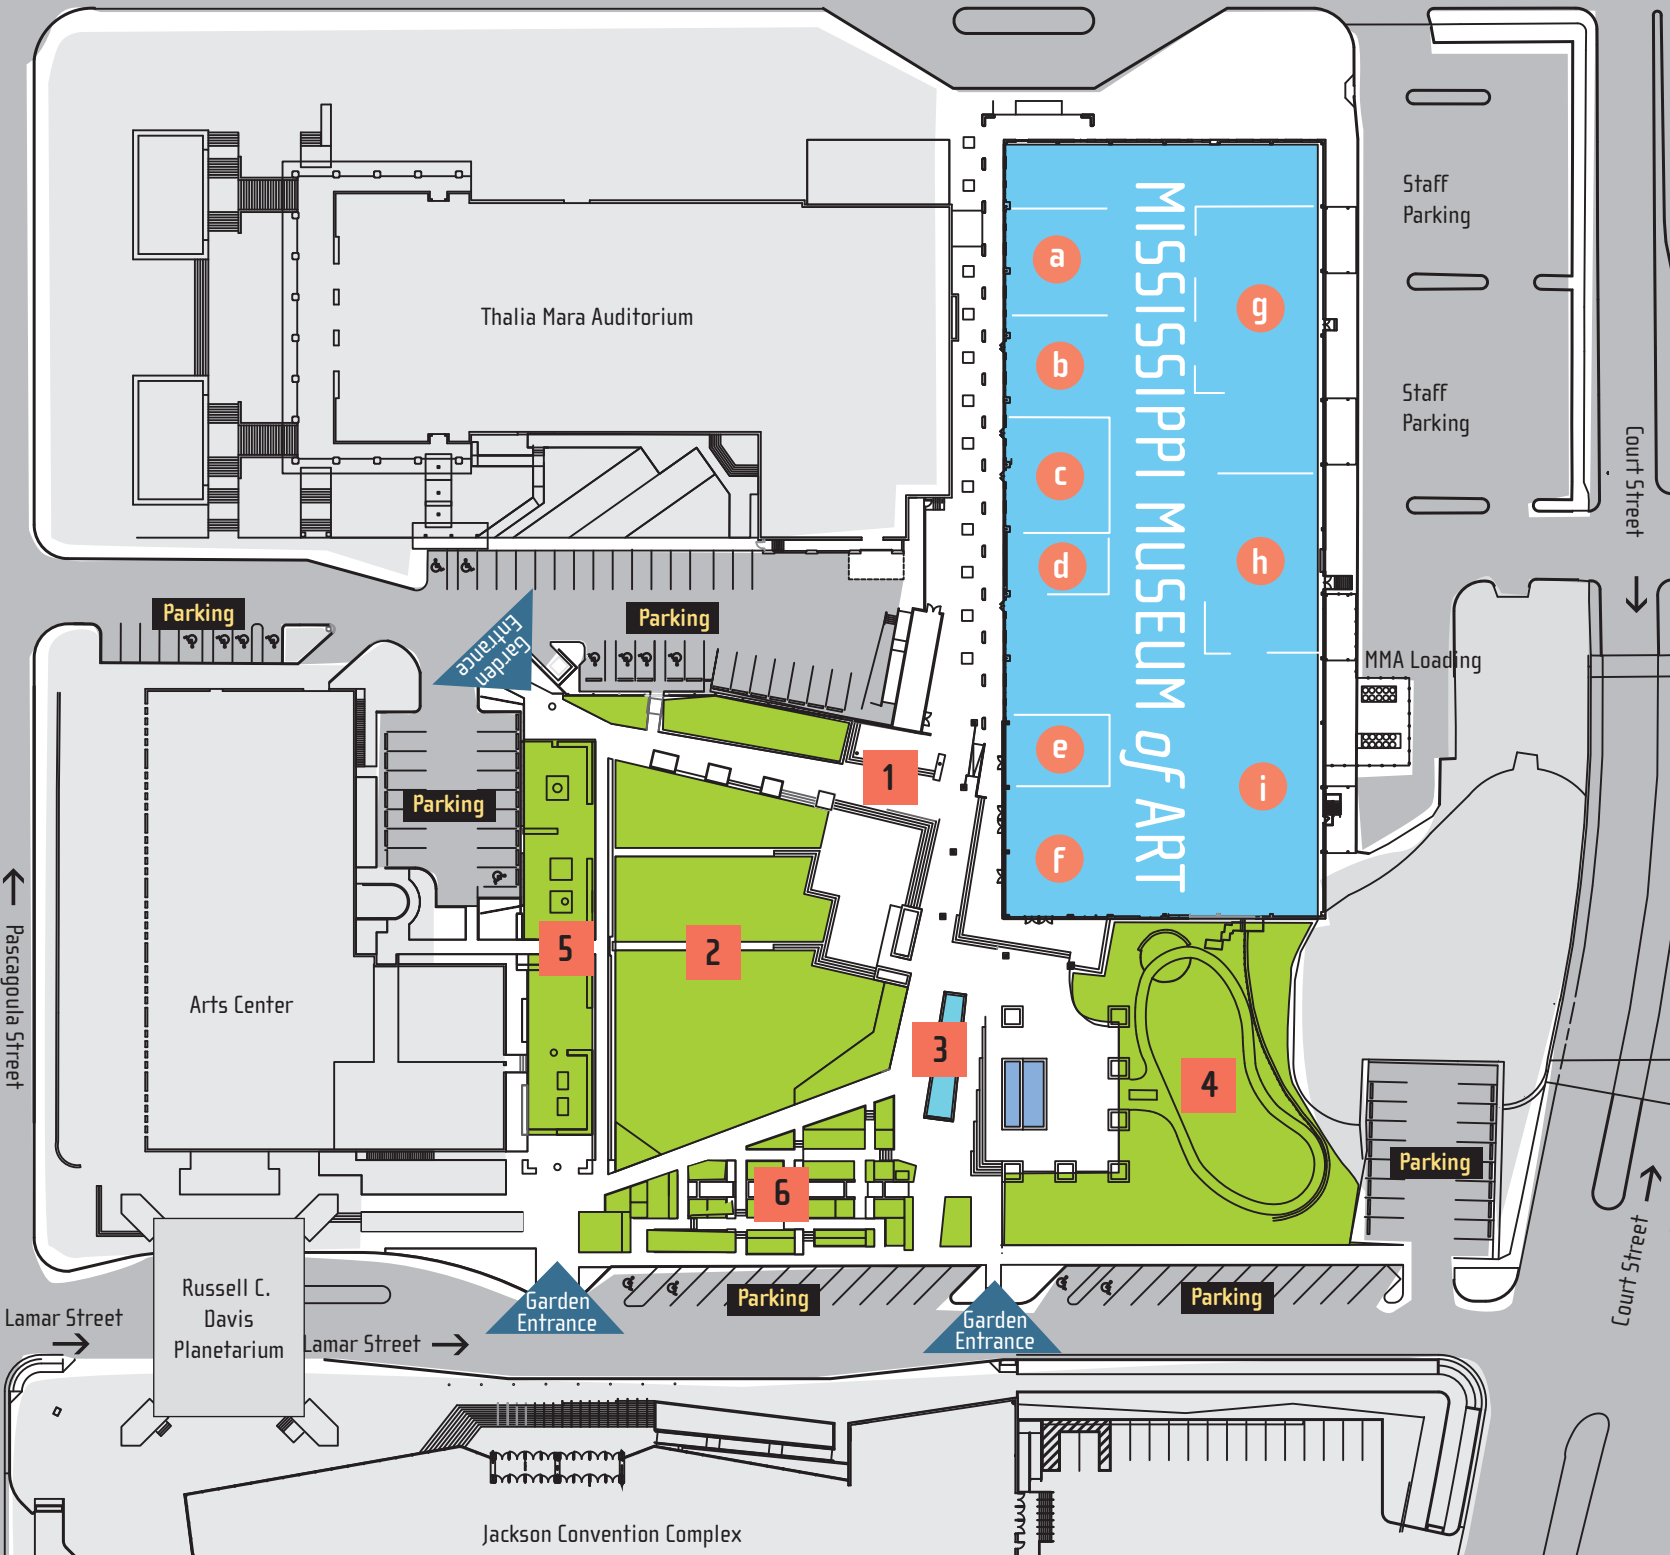 Staff
Parking
a
g
MISSISSIPPI MUSEUM of ART
Thalia Mara Auditorium
b
Staff
Parking
c
Court Street
d
h
Parking
Parking
Garden
Entrance
MMA Loading
e
1
i
Parking
f
5
2
Pascagoula Street
Arts Center
3
4
Parking
6
Court Street
Russell C.
Davis
Planetarium
Garden
Entrance
Parking
Parking
Garden
Entrance
Lamar Street
Lamar Street
Jackson Convention Complex